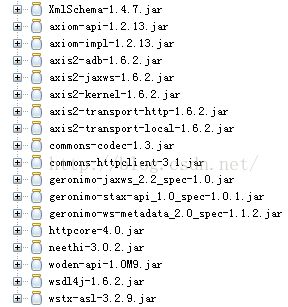 XmlSchema-1.4.7.jar
axiom-api-1.2.13.jar
axiom-impl-1.2.13.jar
axis2-adb-1.6.2.jar
axis2-jaxws-1.6.2.jar
axis2-kernel-1.6.2.jar
axis2-transport-http-1.6.2.jar
axis2-transport-local-1.6.2.jar
commons-codec-1.3.jar
commons-httpclient-3.1.jar
http://blog.csdn.net/
geronimo-jaxws_2.2_spec-1.0.jar
geronimo-stax-api_1.0_spec-1.0.1.jar
geronimo-ws-metadata_2.0_spec-1.1.2.jar
httpcore-4.0.jar
neethi-3.0.2.jar
woden-api-1.0M9.jar
wsdl4j-1.6.2.jar
wstx-asl-3.2.9.jar